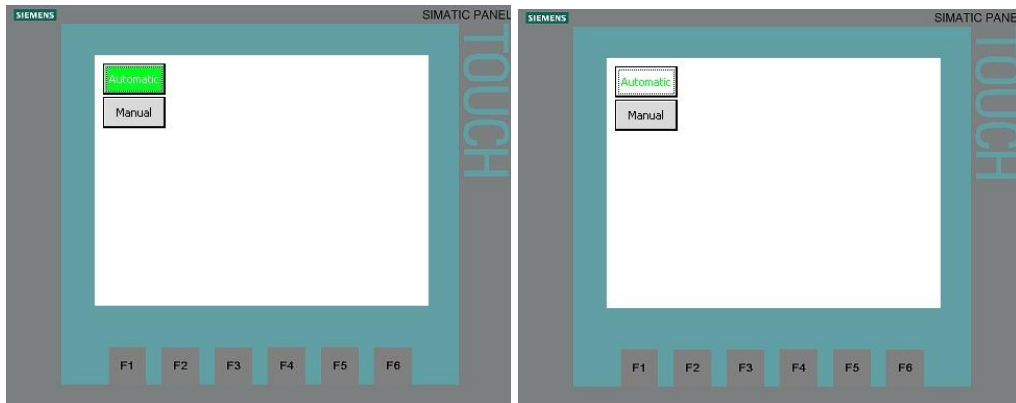 SIEMENS
SIMATIC PANEL
TOUCH
Automatic
Manual
F1 F2 F3 F4 F5 F6
SIEMENS
SIMATIC PANE
TOUCH
Automatic
Manual
F1 F2 F3 F4 F5 F6